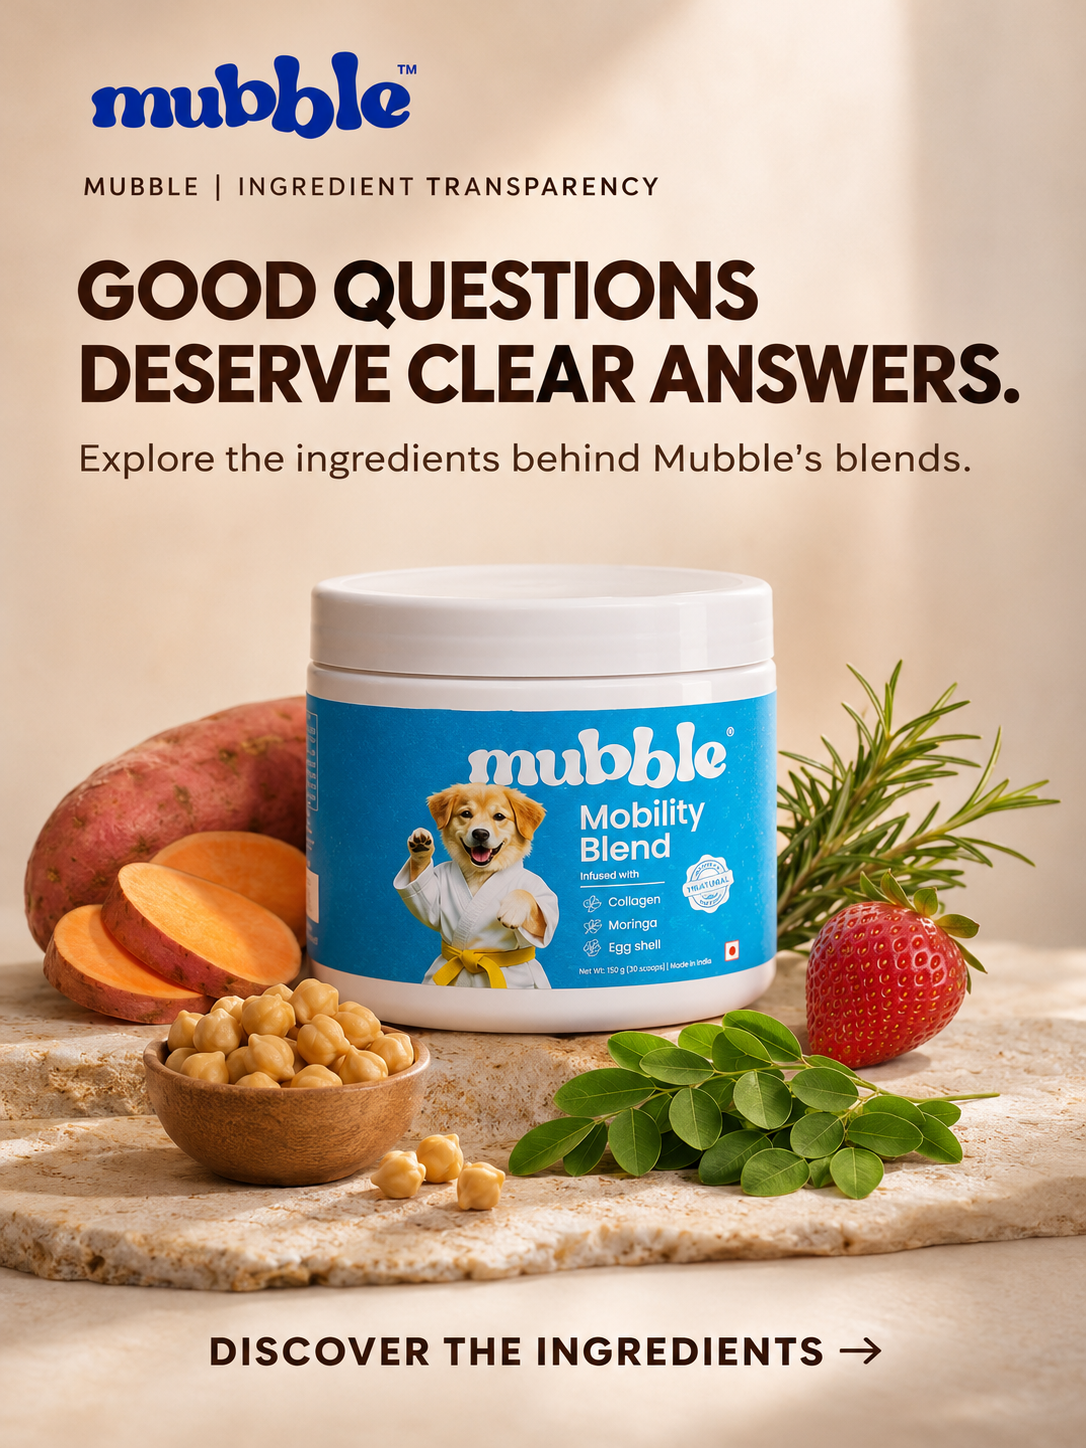 mubble™
MUBBLE | INGREDIENT TRANSPARENCY
GOOD QUESTIONS
DESERVE CLEAR ANSWERS.
Explore the ingredients behind Mubble's blends.
mubble®
Mobility
Blend
Infused with
Collagen
Moringa
Egg shell
Net Wt: 150 g (30 scoops) | Made in India
DISCOVER THE INGREDIENTS →